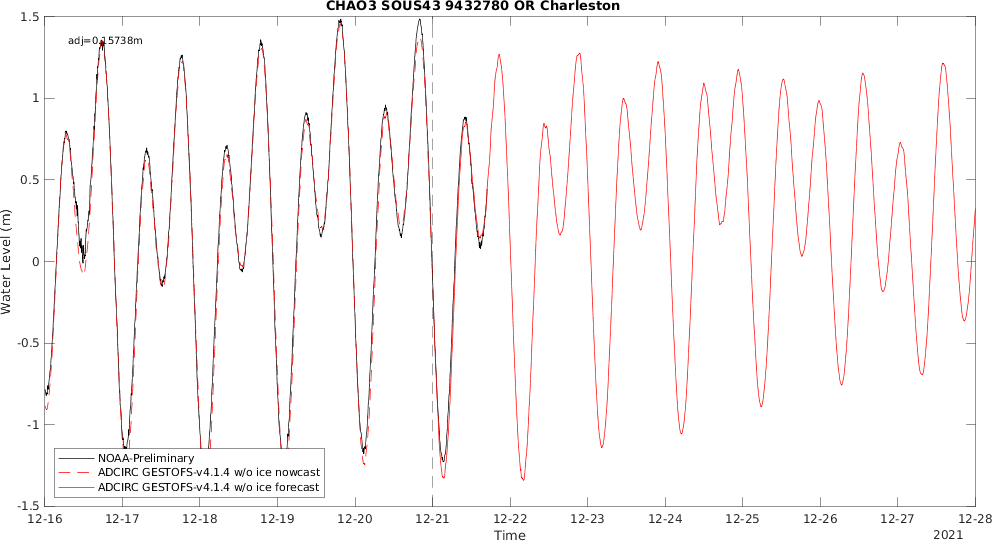 CHAO3 SOUS43 9432780 OR Charleston
1.5
adj=0.15738m
1
0.5
0
-0.5
-1
-1.5
Water Level (m)
NOAA-Preliminary
ADCIRC GESTOFS-v4.1.4 w/o ice nowcast
ADCIRC GESTOFS-v4.1.4 w/o ice forecast
12-16 12-17 12-18 12-19 12-20 12-21 12-22 12-23 12-24 12-25 12-26 12-27 12-28
Time
2021